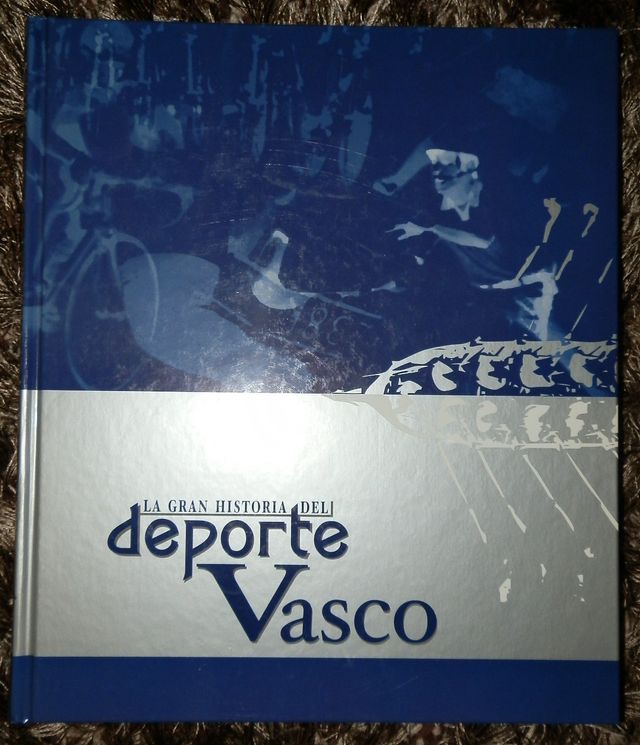 LA GRAN HISTORIA DEL
deporte
Vasco